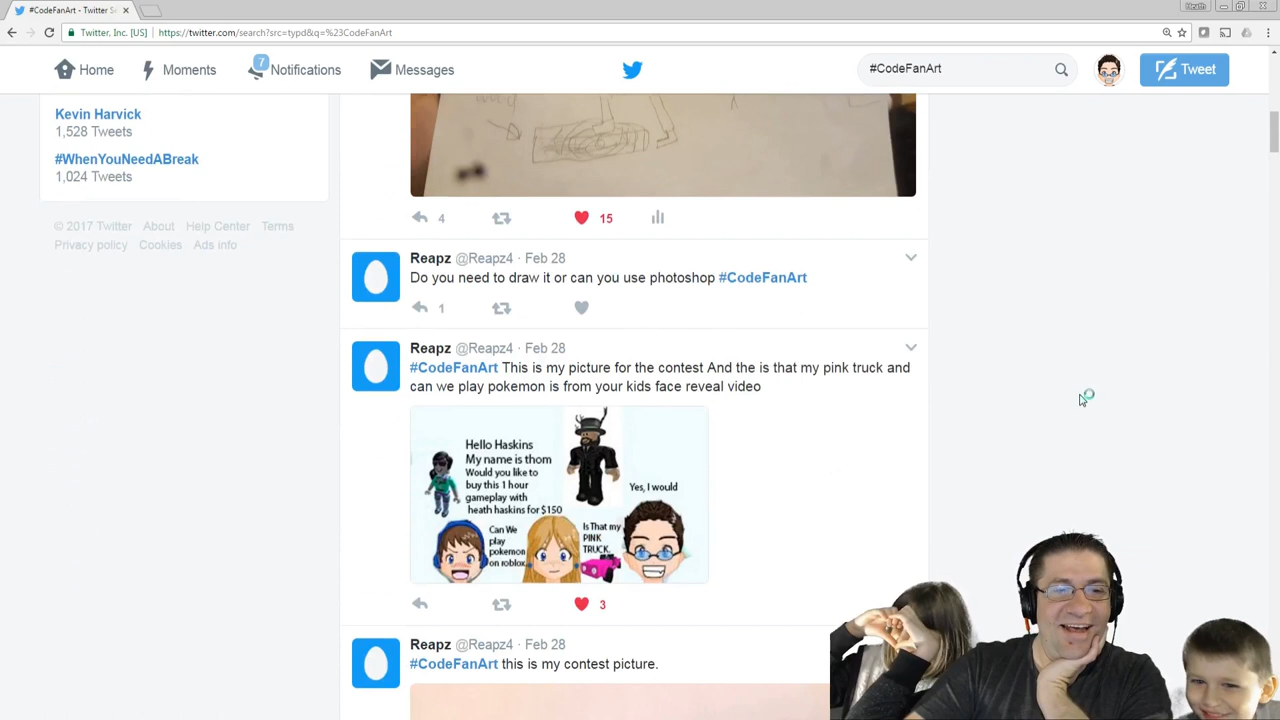 #CodeFanArt - Twitter Se
Heath
Twitter, Inc. [US]
https://twitter.com/search?src=typd&q=%23CodeFanArt
Home
Moments
7
Notifications
Messages
#CodeFanArt
Tweet
Kevin Harvick
1,528 Tweets
#WhenYouNeedABreak
1,024 Tweets
© 2017 Twitter About Help Center Terms
Privacy policy Cookies Ads info
4
15
Reapz @Reapz4 · Feb 28
Do you need to draw it or can you use photoshop #CodeFanArt
1
Reapz @Reapz4 · Feb 28
#CodeFanArt This is my picture for the contest And the is that my pink truck and
can we play pokemon is from your kids face reveal video
Hello Haskins
My name is thom
Would you like to
buy this 1 hour
gameplay with
heath haskins for $150
Yes, I would
Can We
play
pokemon
on roblox
Is That my
PINK
TRUCK
3
Reapz @Reapz4 · Feb 28
#CodeFanArt this is my contest picture.